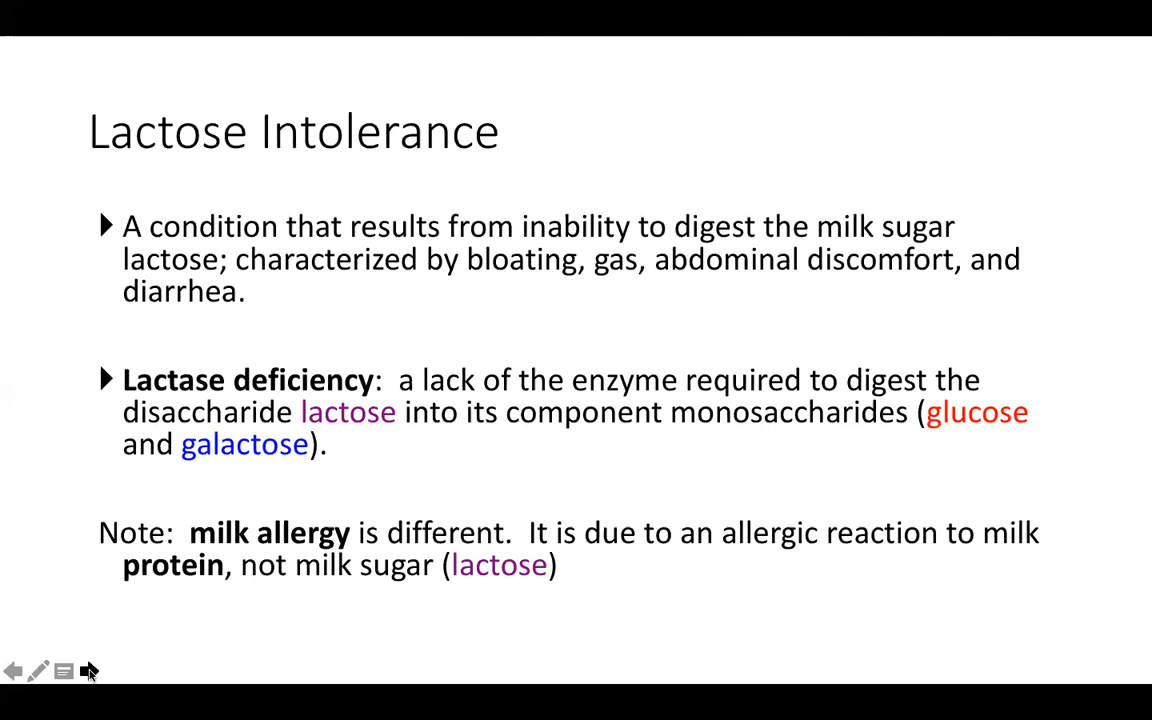 Lactose Intolerance
A condition that results from inability to digest the milk sugar
lactose; characterized by bloating, gas, abdominal discomfort, and
diarrhea.
Lactase deficiency:  a lack of the enzyme required to digest the
disaccharide lactose into its component monosaccharides (glucose
and galactose).
Note:  milk allergy is different.  It is due to an allergic reaction to milk
protein, not milk sugar (lactose)